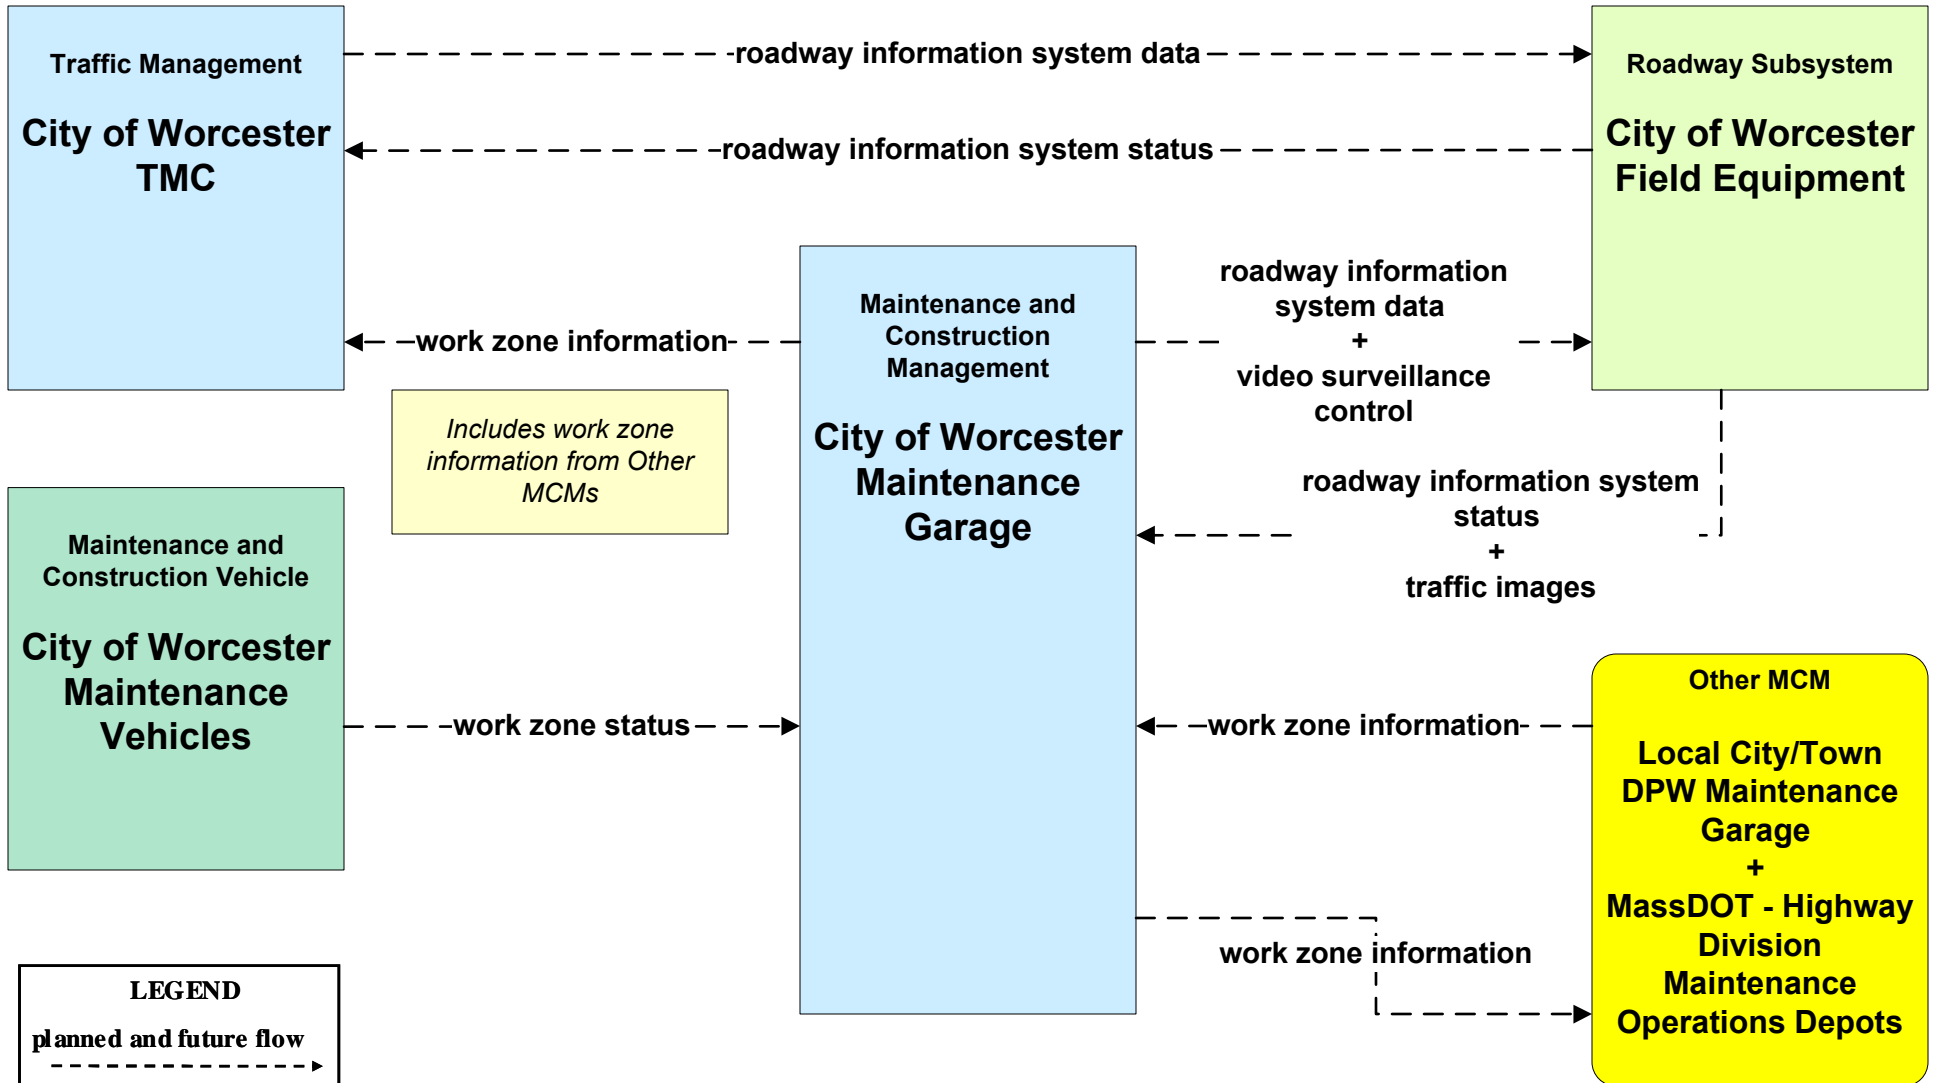 Traffic Management
City of Worcester
TMC
roadway information system data
roadway information system status
Roadway Subsystem
City of Worcester
Field Equipment
work zone information
Includes work zone
information from Other
MCMs
Maintenance and
Construction
Management
City of Worcester
Maintenance
Garage
roadway information
system data
+
video surveillance
control
roadway information system
status
+
traffic images
Maintenance and
Construction Vehicle
City of Worcester
Maintenance
Vehicles
work zone status
work zone information
Other MCM
Local City/Town
DPW Maintenance
Garage
+
MassDOT - Highway
Division
Maintenance
Operations Depots
work zone information
LEGEND
planned and future flow